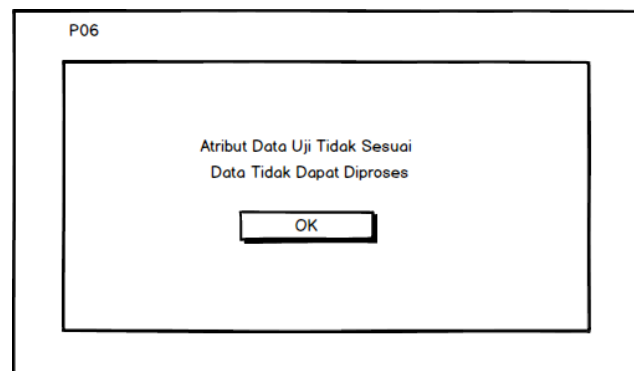 P06
Atribut Data Uji Tidak Sesuai
Data Tidak Dapat Diproses
OK